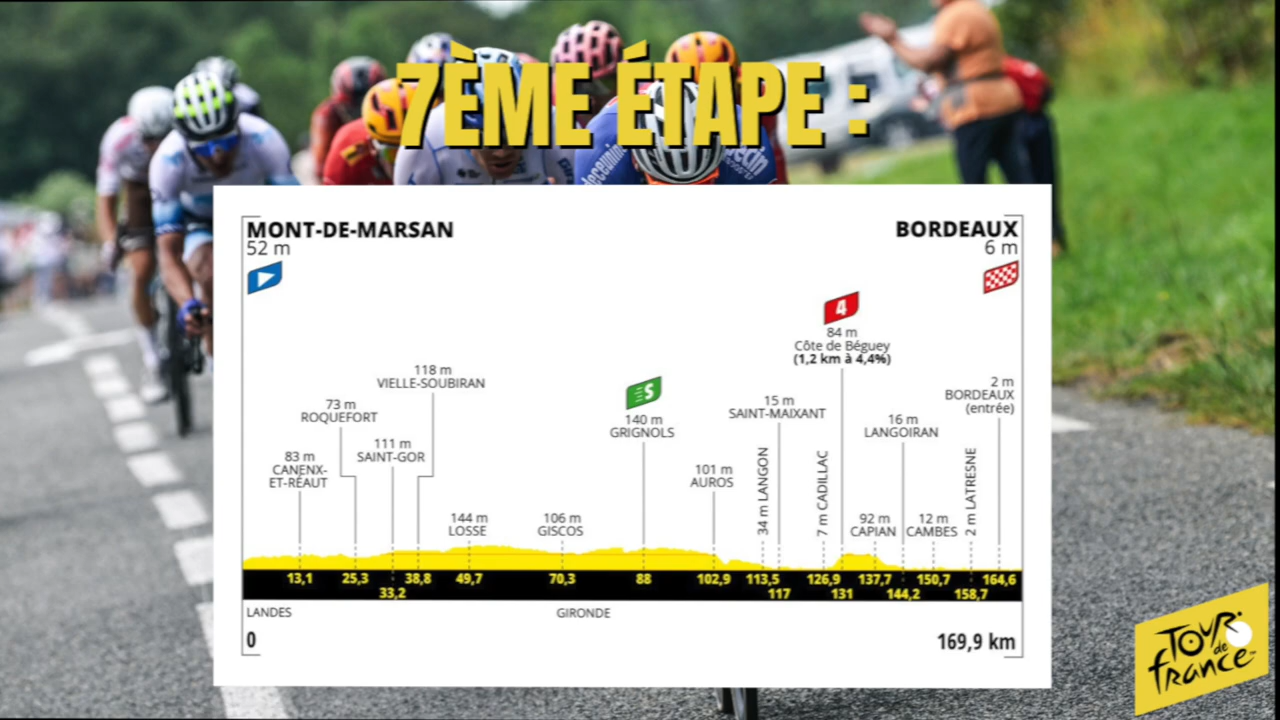 7ÈME ÉTAPE :
MONT-DE-MARSAN
52 m
BORDEAUX
6 m
4
84 m
Côte de Béguey
(1,2 km à 4,4%)
118 m
VIELLE-SOUBIRAN
73 m
ROQUEFORT
111 m
SAINT-GOR
83 m
CANENX-
ET-RÉAUT
144 m
LOSSE
106 m
GISCOS
S
140 m
GRIGNOLS
101 m
AUROS
15 m
SAINT-MAIXANT
34 m LANGON
7 m CADILLAC
92 m
CAPIAN
16 m
LANGOIRAN
12 m
CAMBES
2 m LATRESNE
2 m
BORDEAUX
(entrée)
13,1 25,3 38,8 49,7 70,3 88 102,9 113,5 126,9 137,7 150,7 164,6
33,2 117 131 144,2 158,7
LANDES GIRONDE
0 169,9 km
TOUR
de
france